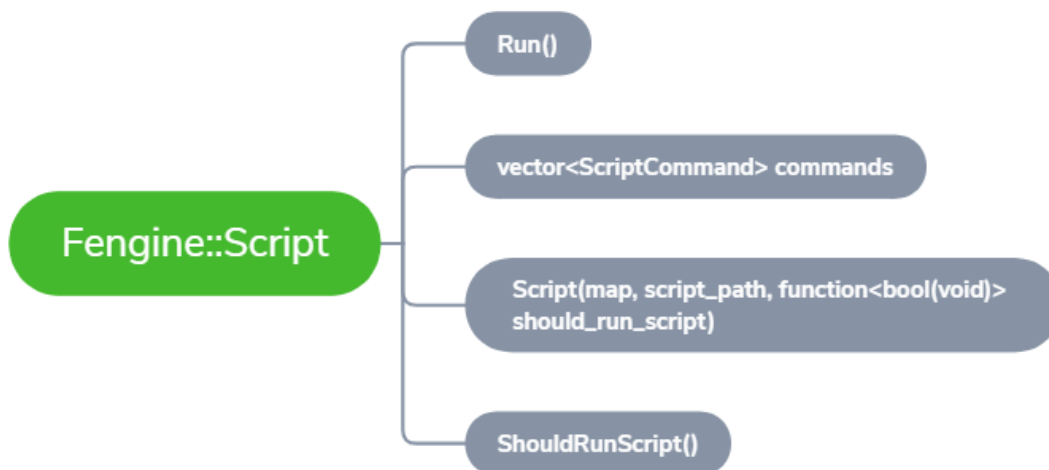 Run()
vector<ScriptCommand> commands
Fengine::Script
Script(map, script_path, function<bool(void)>
should_run_script)
ShouldRunScript()